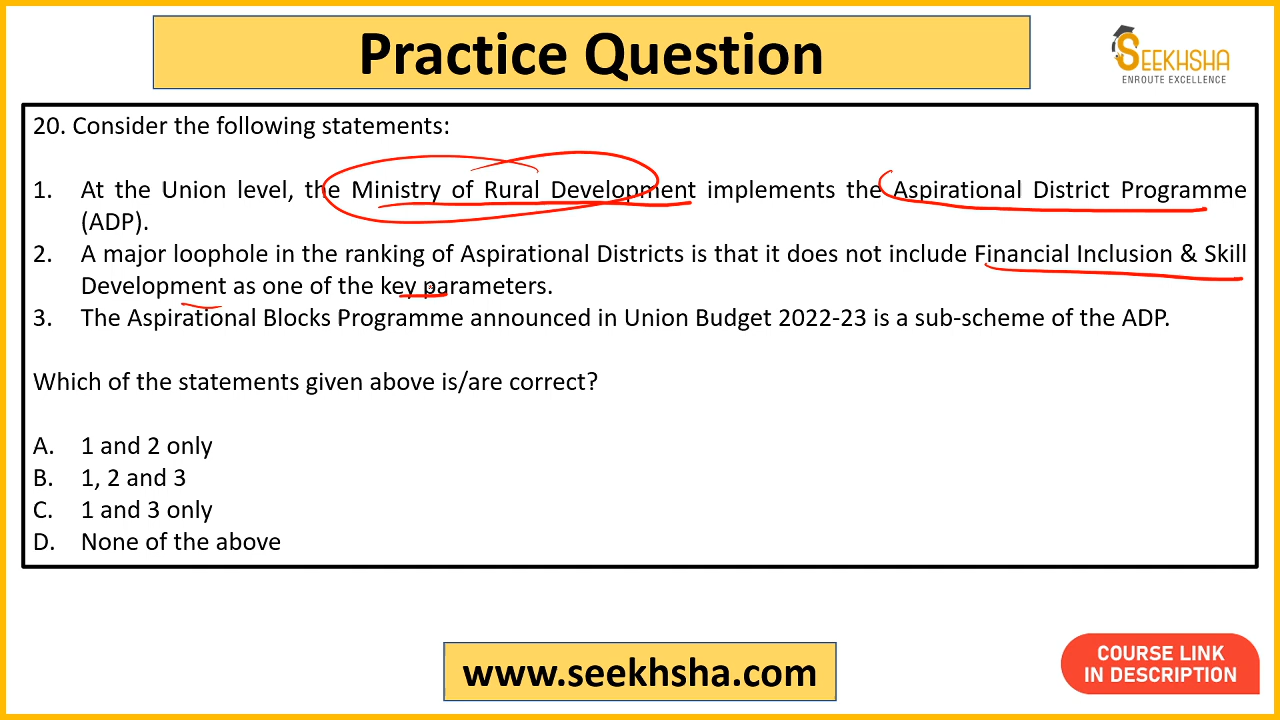 Practice Question
SEEKHSHA
ENROUTE EXCELLENCE
20. Consider the following statements:
1. At the Union level, the Ministry of Rural Development implements the Aspirational District Programme
(ADP).
2. A major loophole in the ranking of Aspirational Districts is that it does not include Financial Inclusion & Skill
Development as one of the key parameters.
3. The Aspirational Blocks Programme announced in Union Budget 2022-23 is a sub-scheme of the ADP.
Which of the statements given above is/are correct?
A. 1 and 2 only
B. 1, 2 and 3
C. 1 and 3 only
D. None of the above
www.seekhsha.com
COURSE LINK
IN DESCRIPTION